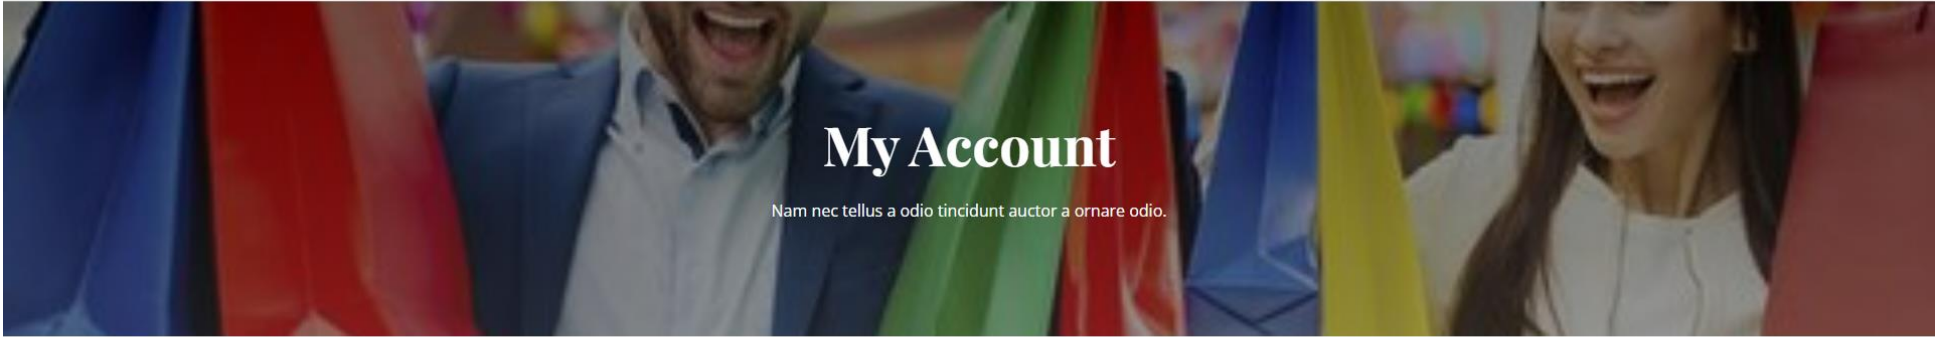 My Account
Nam nec tellus a odio tincidunt auctor a ornare odio.